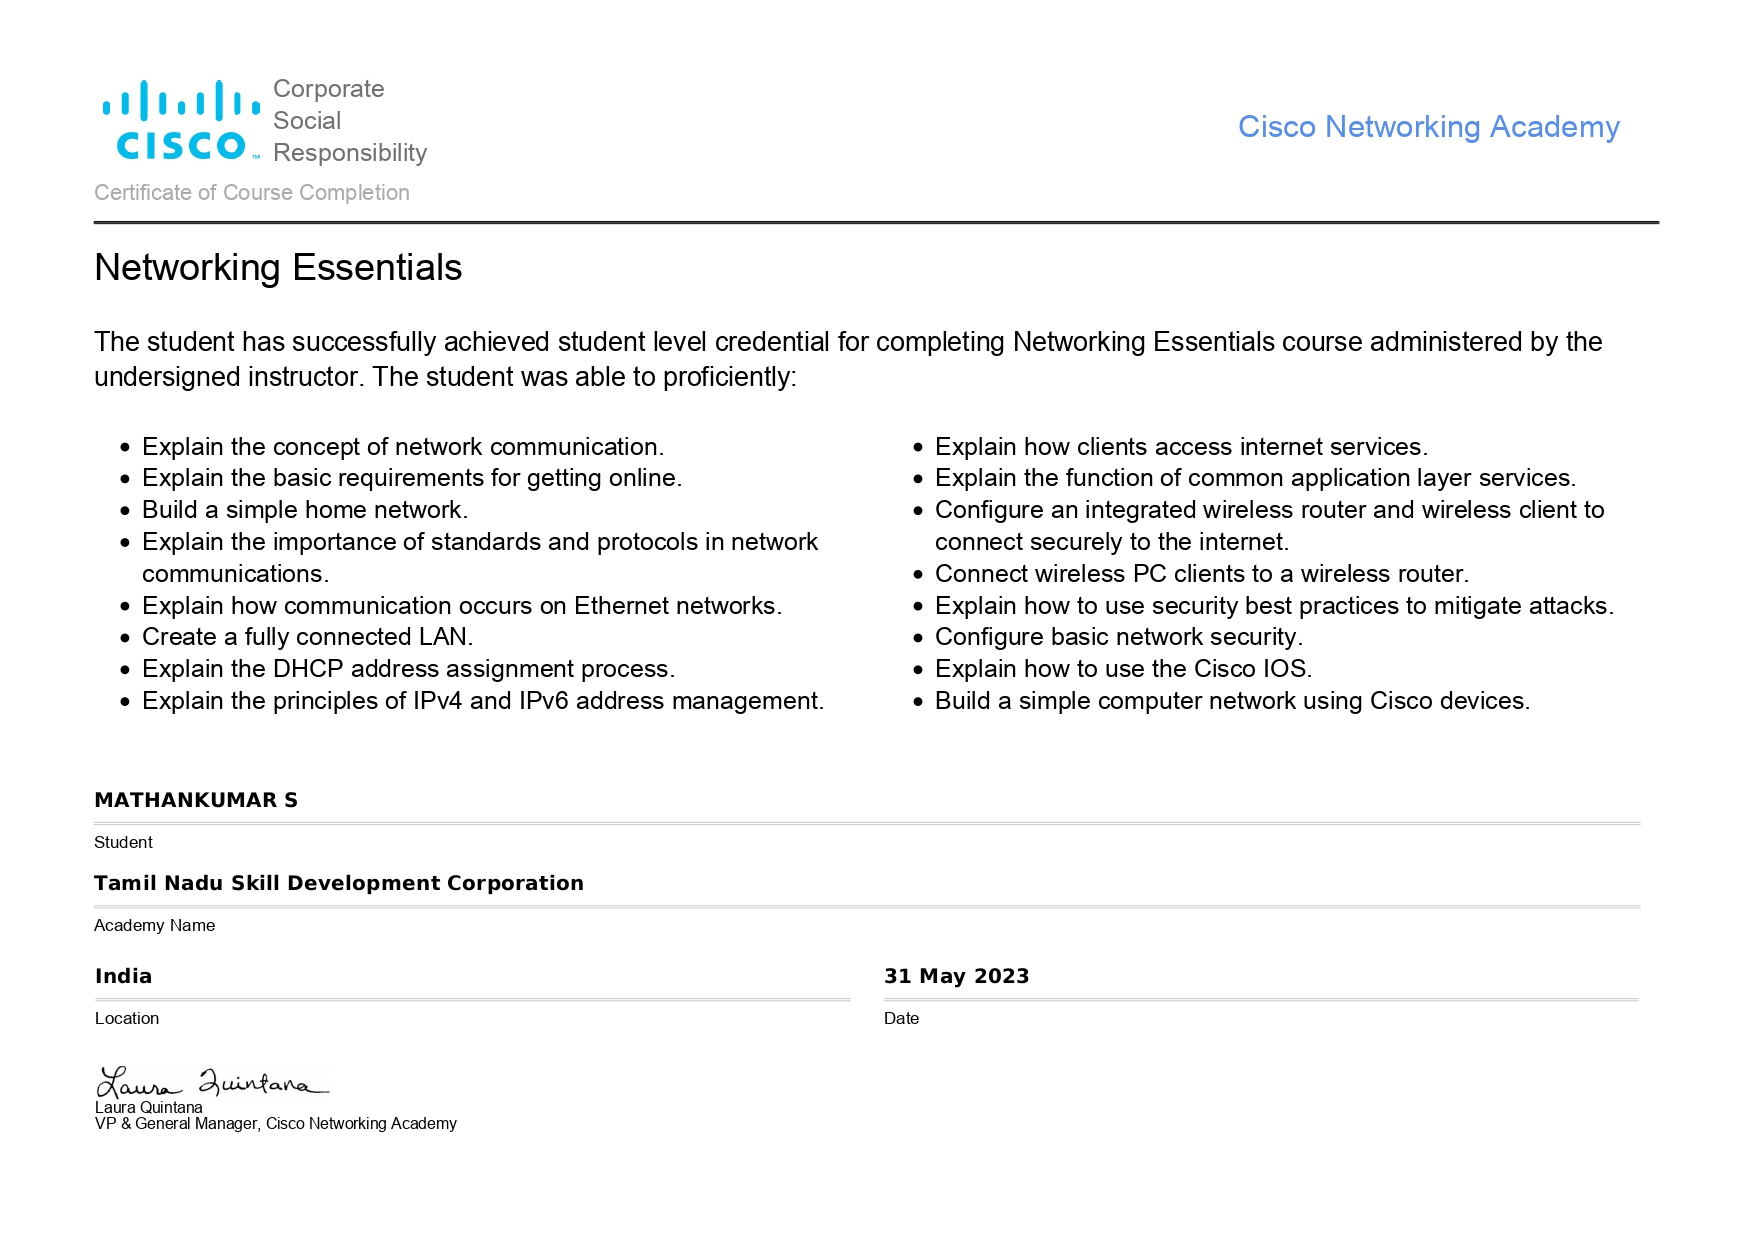 Corporate
Social
Responsibility
CISCO™
Cisco Networking Academy
Certificate of Course Completion
Networking Essentials
The student has successfully achieved student level credential for completing Networking Essentials course administered by the
undersigned instructor. The student was able to proficiently:
• Explain the concept of network communication.
• Explain the basic requirements for getting online.
• Build a simple home network.
• Explain the importance of standards and protocols in network
communications.
• Explain how communication occurs on Ethernet networks.
• Create a fully connected LAN.
• Explain the DHCP address assignment process.
• Explain the principles of IPv4 and IPv6 address management.
• Explain how clients access internet services.
• Explain the function of common application layer services.
• Configure an integrated wireless router and wireless client to
connect securely to the internet.
• Connect wireless PC clients to a wireless router.
• Explain how to use security best practices to mitigate attacks.
• Configure basic network security.
• Explain how to use the Cisco IOS.
• Build a simple computer network using Cisco devices.
MATHANKUMAR S
Student
Tamil Nadu Skill Development Corporation
Academy Name
India
Location
31 May 2023
Date
Laura Quintana
Laura Quintana
VP & General Manager, Cisco Networking Academy